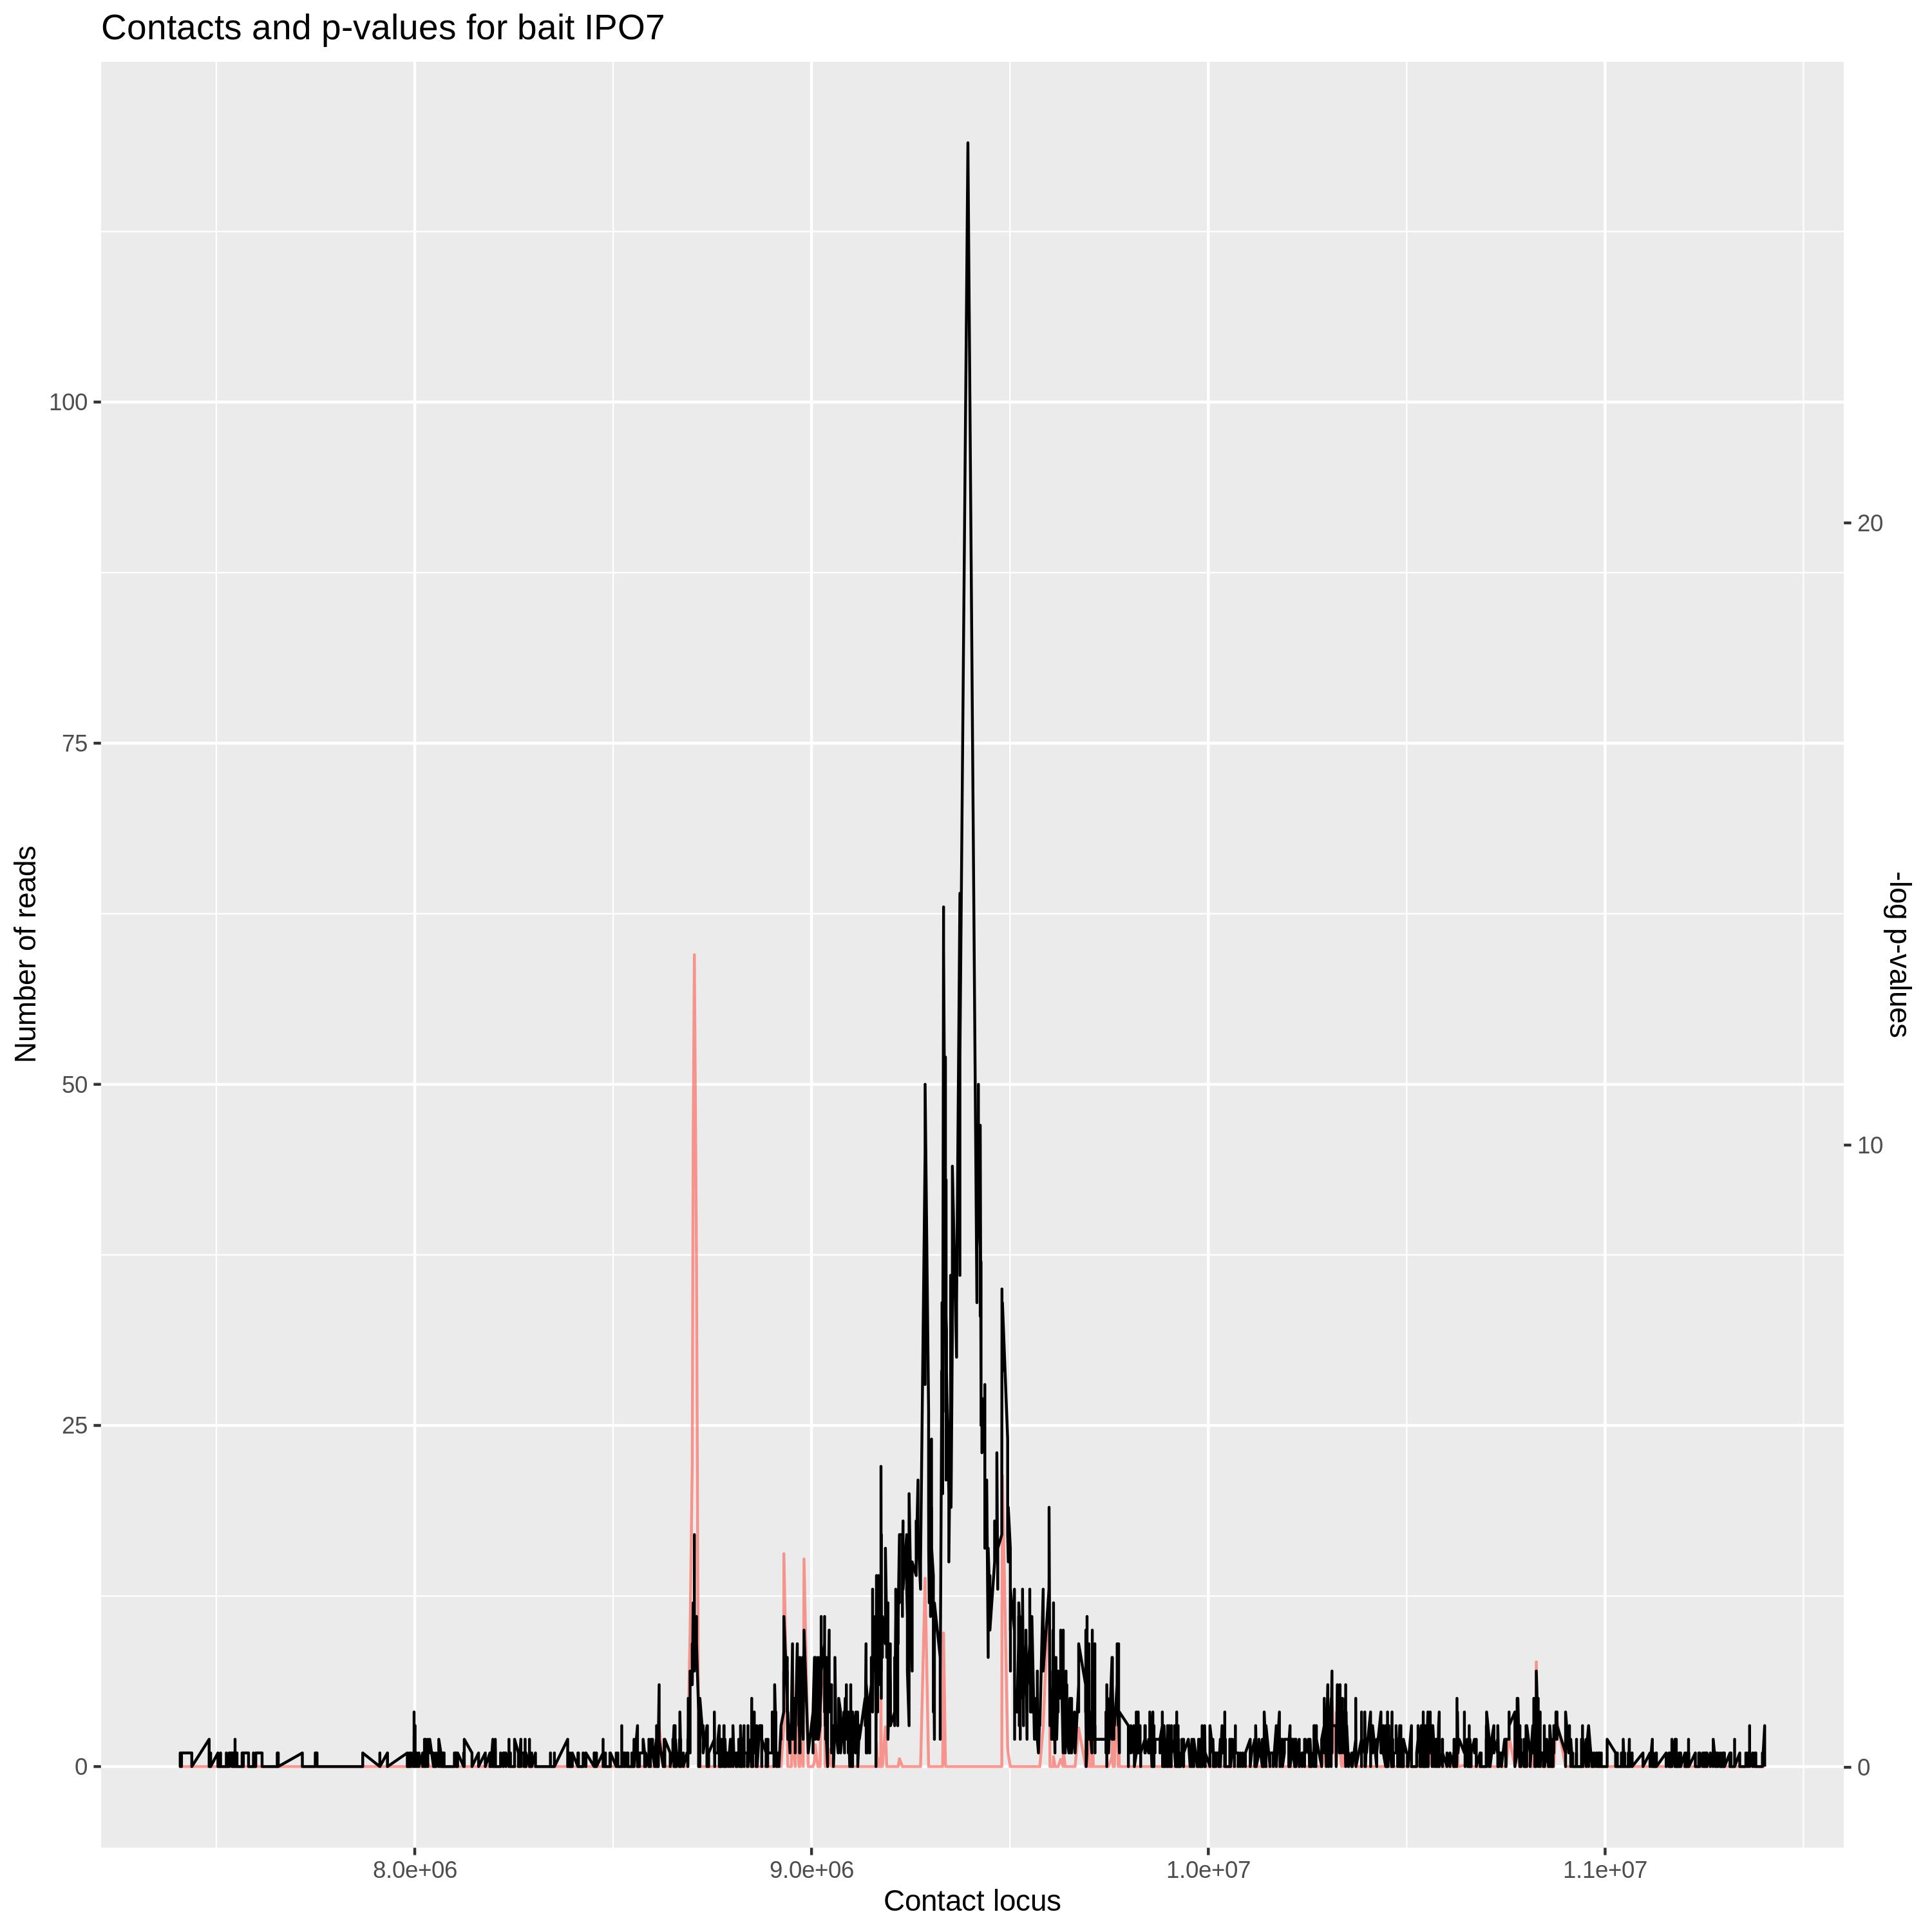 Contacts and p-values for bait IPO7
Number of reads
100
75
50
25
0
20
10
0
-log p-values
8.0e+06
9.0e+06
1.0e+07
1.1e+07
Contact locus